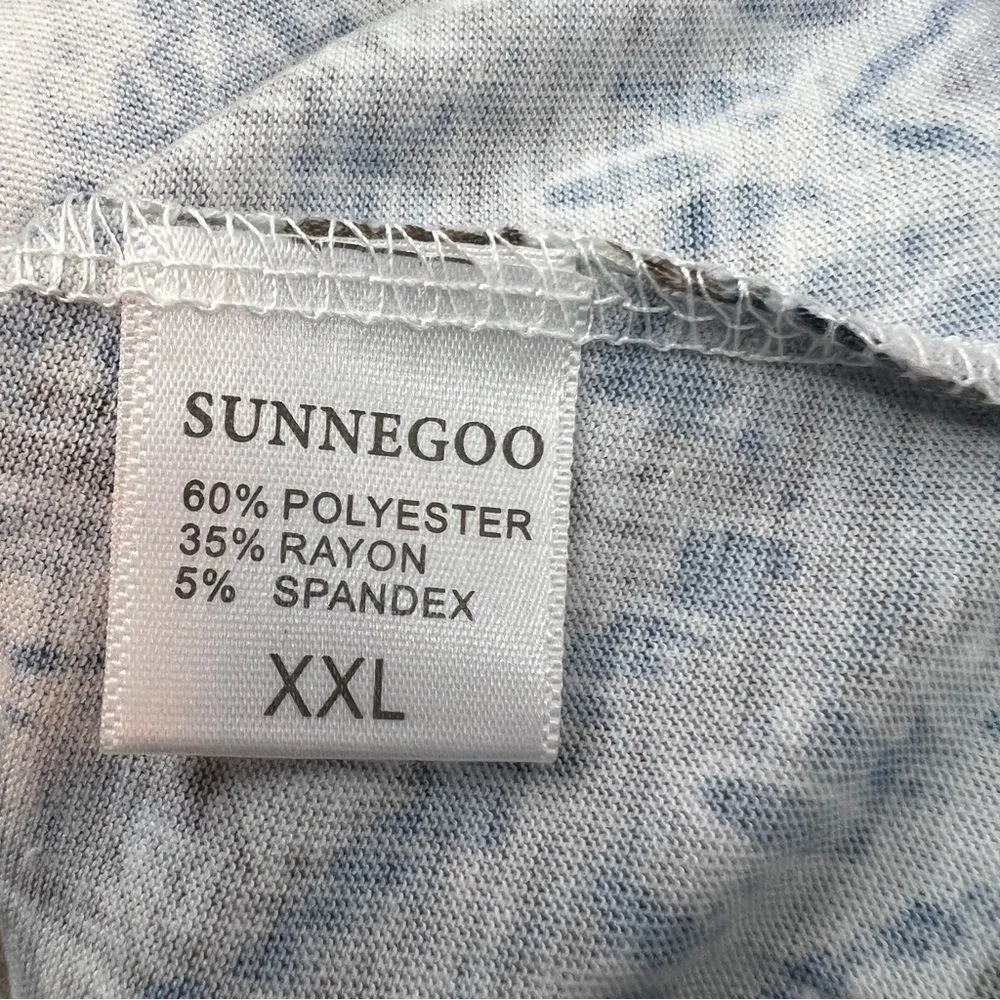 SUNNEGOO
60% POLYESTER
35% RAYON
5% SPANDEX
XXL